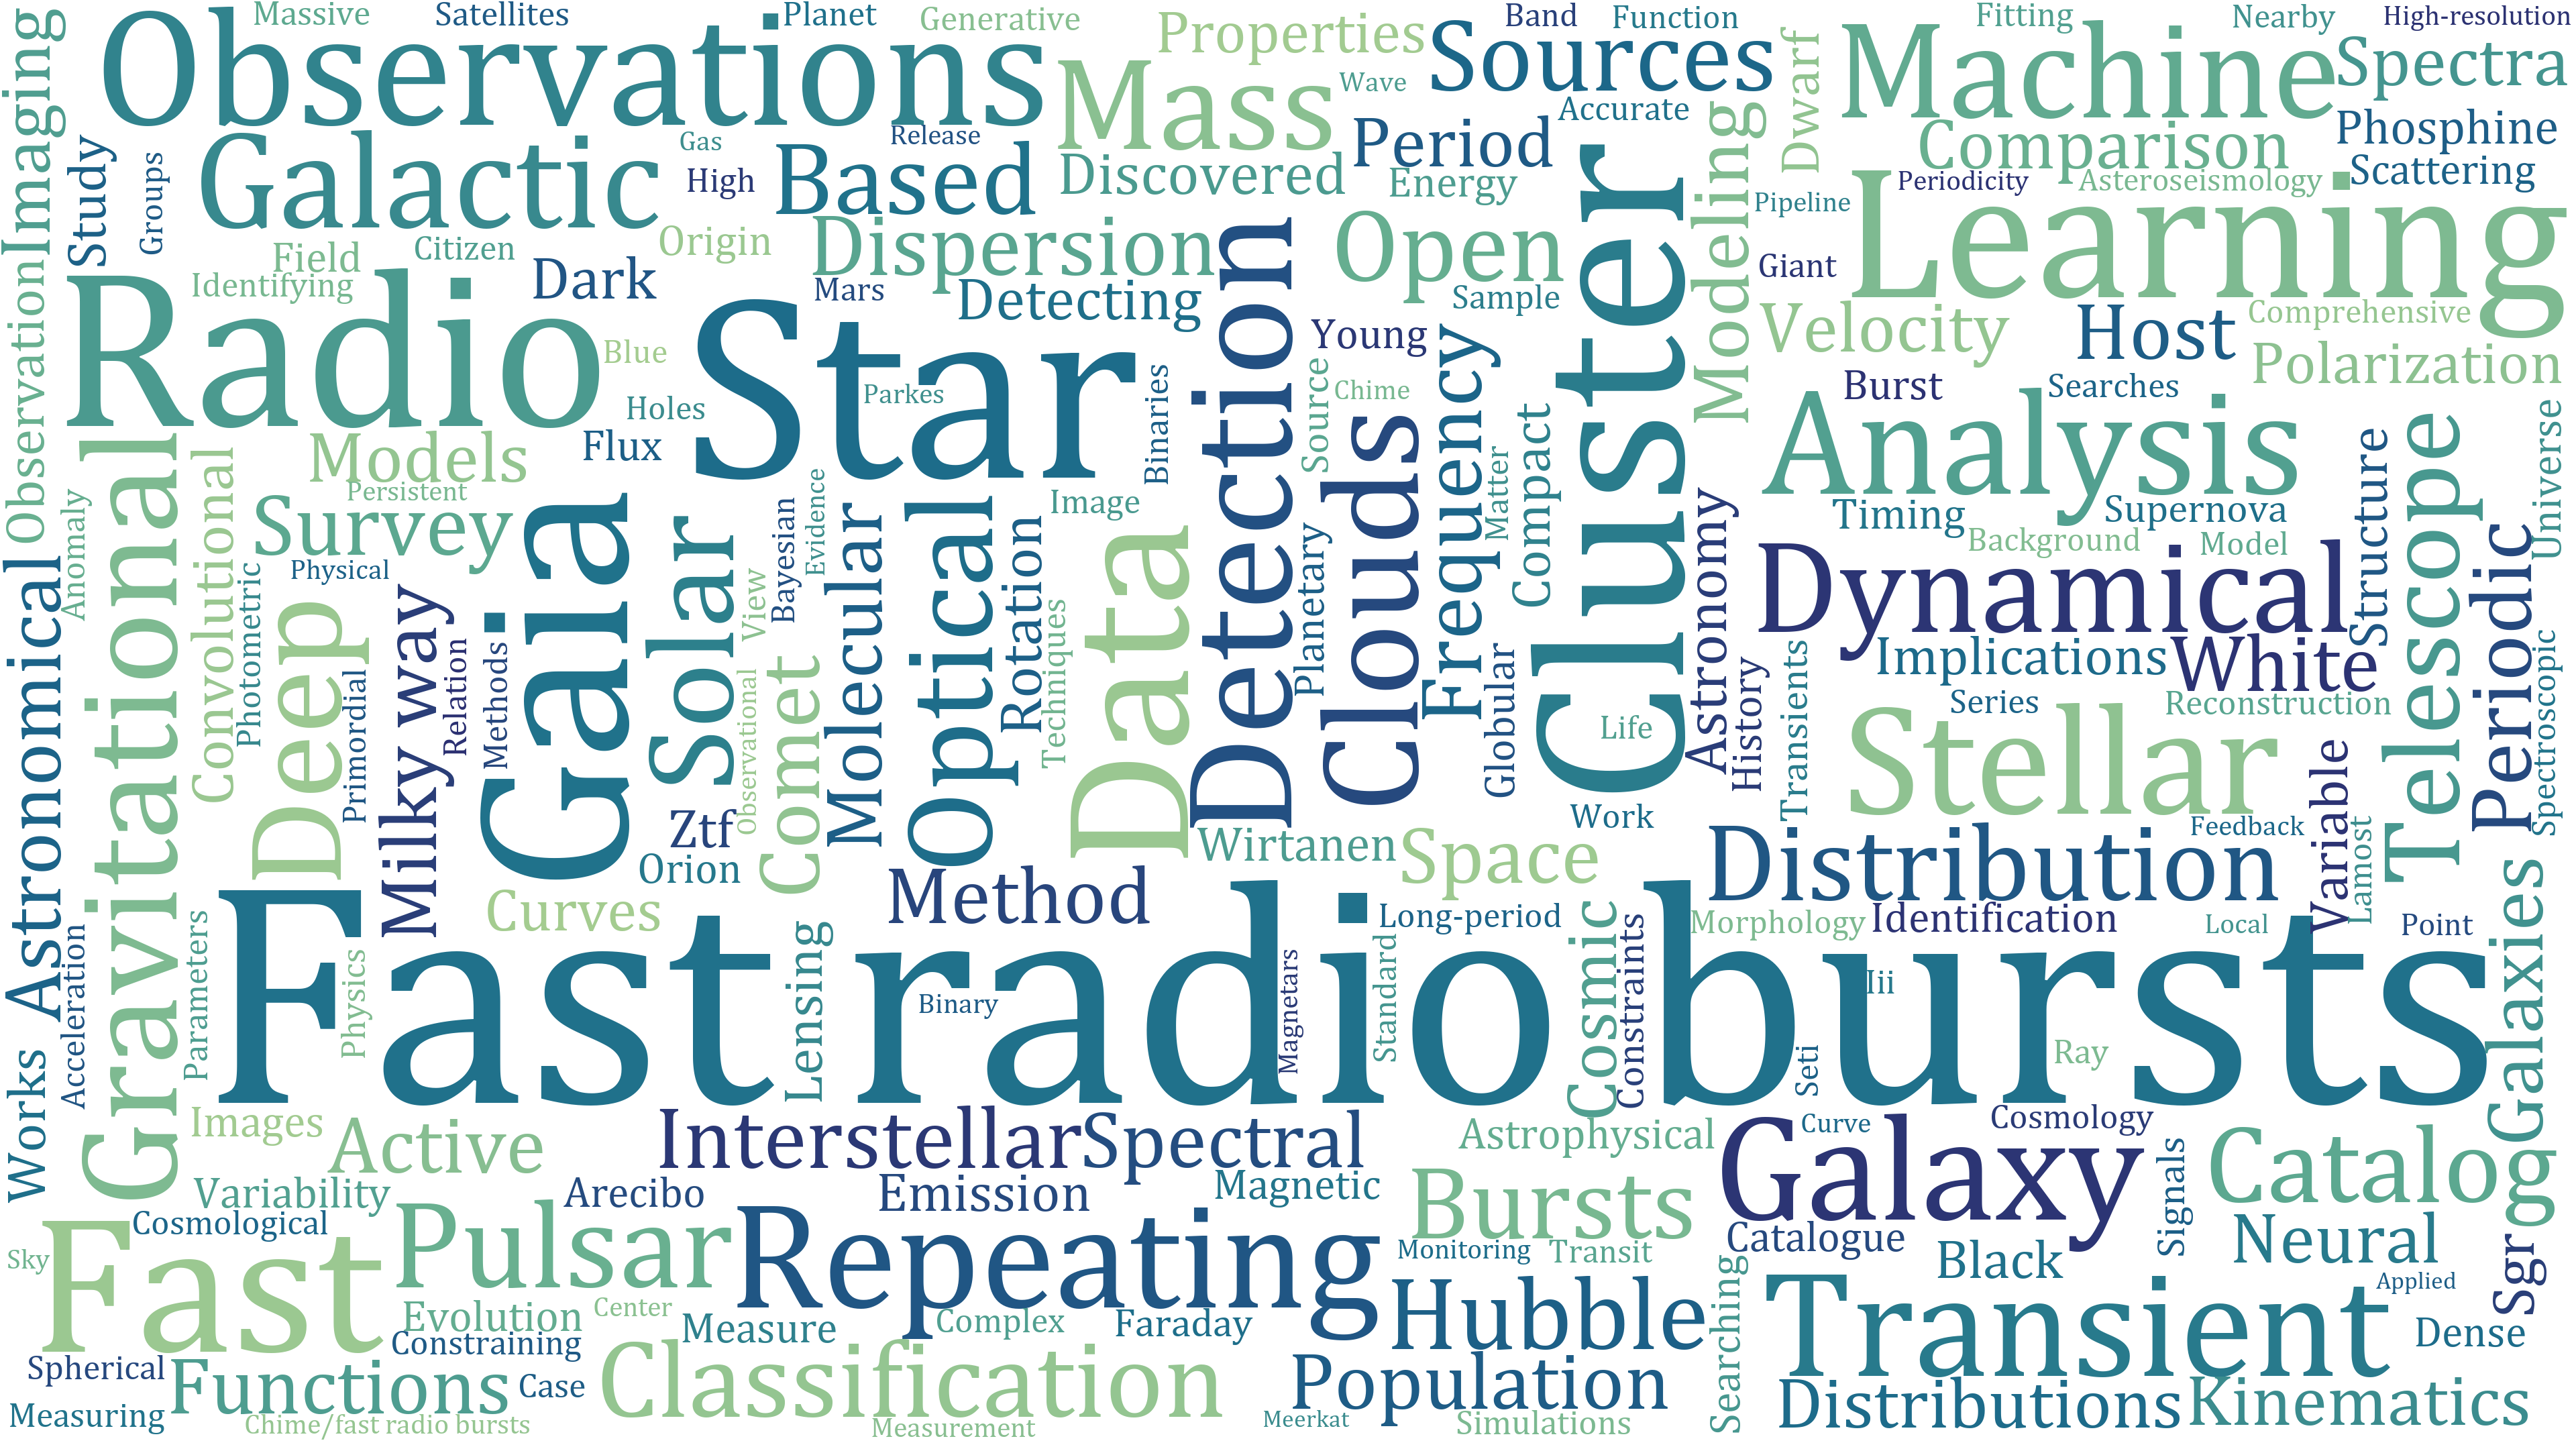 Massive
Satellites
Planet
Generative
Properties
Band
Function
Fitting
Nearby
High-resolution
Observations
Mass
Wave
Sources
Accurate
Dwarf
Machine
Spectra
Imaging
Study
Groups
Galactic
Gas
High
Release
Based
Discovered
Period
Energy
Modeling
Comparison
Phosphine
Scattering
Periodicity
Asteroseismology
Pipeline
Learning
Field
Citizen
Identifying
Origin
Dark
Dispersion
Mars
Detecting
Detection
Open
Sample
Cluster
Giant
Velocity
Host
Comprehensive
Polarization
Observation
Radio
Blue
Holes
Flux
Star
Parkes
Binaries
Young
Source
Chime
Frequency
Burst
Searches
Analysis
Models
Persistent
Survey
Physical
Anomaly
Gravitational
Convolutional
Photometric
Deep
Primordial
Milky way
Relation
Methods
Gaia
Solar
View
Bayesian
Evidence
Molecular
Optical
Rotation
Image
Techniques
Data
Planetary
Clouds
Matter
Compact
Globular
Astronomy
History
Timing
Supernova
Background
Model
Structure
Telescope
Universe
Dynamical
Periodic
Implications
White
Transients
Series
Reconstruction
Spectroscopic
Stellar
Astronomical
Ztf
Orion
Observational
Comet
Curves
Method
Wirtanen
Space
Life
Work
Distribution
Feedback
Variable
Lamost
Long-period
Morphology
Identification
Local
Point
Galaxies
Fast radio bursts
Works
Acceleration
Parameters
Physics
Lensing
Binary
Magnetars
Standard
Cosmic
Constraints
Iii
Seti
Ray
Images
Active
Interstellar
Spectral
Astrophysical
Curve
Cosmology
Galaxy
Signals
Catalog
Variability
Arecibo
Emission
Magnetic
Bursts
Cosmological
Sky
Fast
Pulsar
Repeating
Monitoring
Transit
Catalogue
Black
Neural
Sgr
Evolution
Center
Constraining
Measure
Complex
Faraday
Hubble
Searching
Transient
Applied
Dense
Spherical
Functions
Case
Classification
Population
Distributions
Kinematics
Measuring
Chime/fast radio bursts
Measurement
Meerkat
Simulations